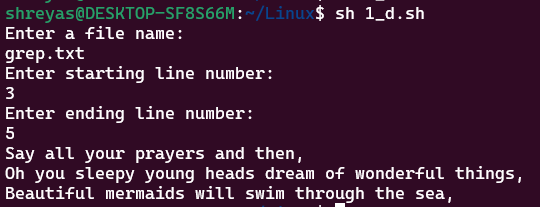 shreyas@DESKTOP-SF8S66M:~/Linux$ sh 1_d.sh
Enter a file name:
grep.txt
Enter starting line number:
3
Enter ending line number:
5
Say all your prayers and then,
Oh you sleepy young heads dream of wonderful things,
Beautiful mermaids will swim through the sea,